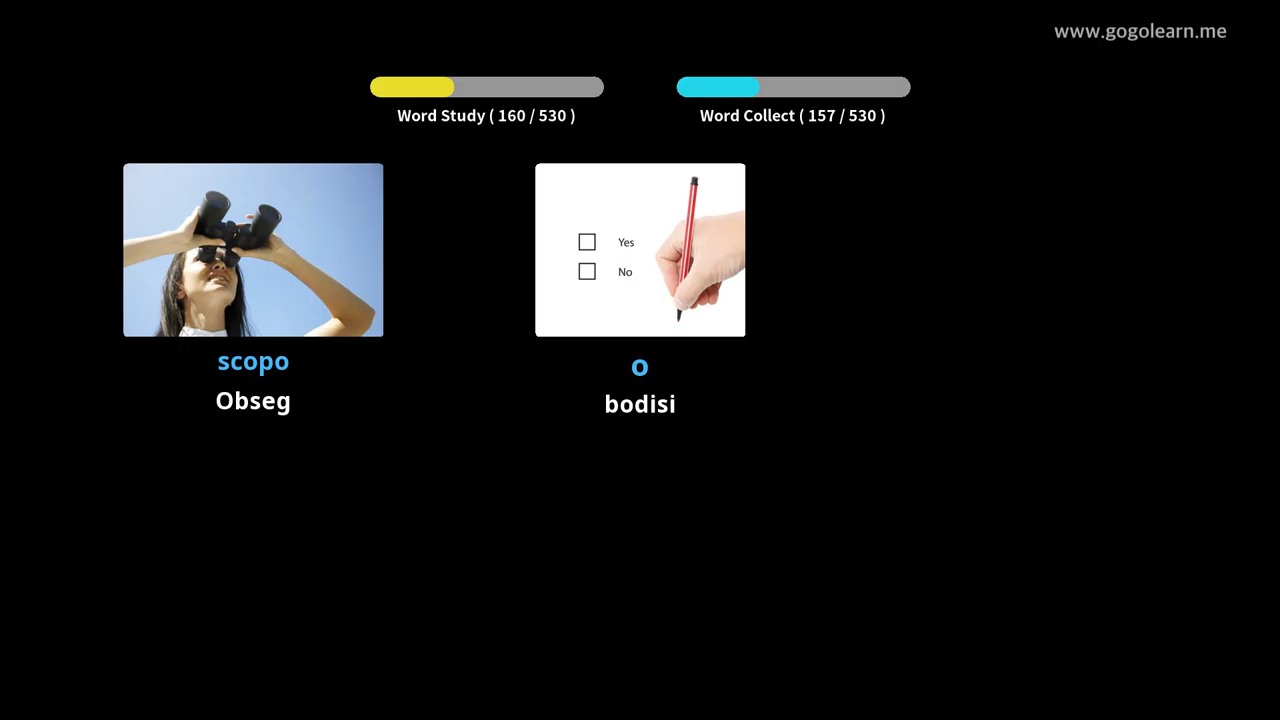 www.gogolearn.me
Word Study ( 160 / 530 )
Word Collect ( 157 / 530 )
Yes
No
scopo
Obseg
o
bodisi